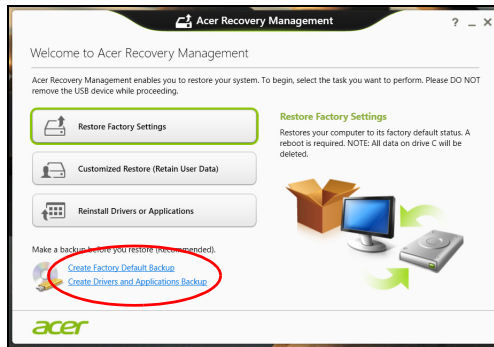 Acer Recovery Management
Welcome to Acer Recovery Management
Acer Recovery Management enables you to restore your system. To begin, select the task you want to perform. Please DO NOT
remove the USB device while proceeding.
Restore Factory Settings
Customized Restore (Retain User Data)
Reinstall Drivers or Applications
Restore Factory Settings
Restores your computer to its factory default status. A
reboot is required. NOTE: All data on drive C will be
deleted.
Make a backup before you restore (Recommended).
Create Factory Default Backup
Create Drivers and Applications Backup
acer